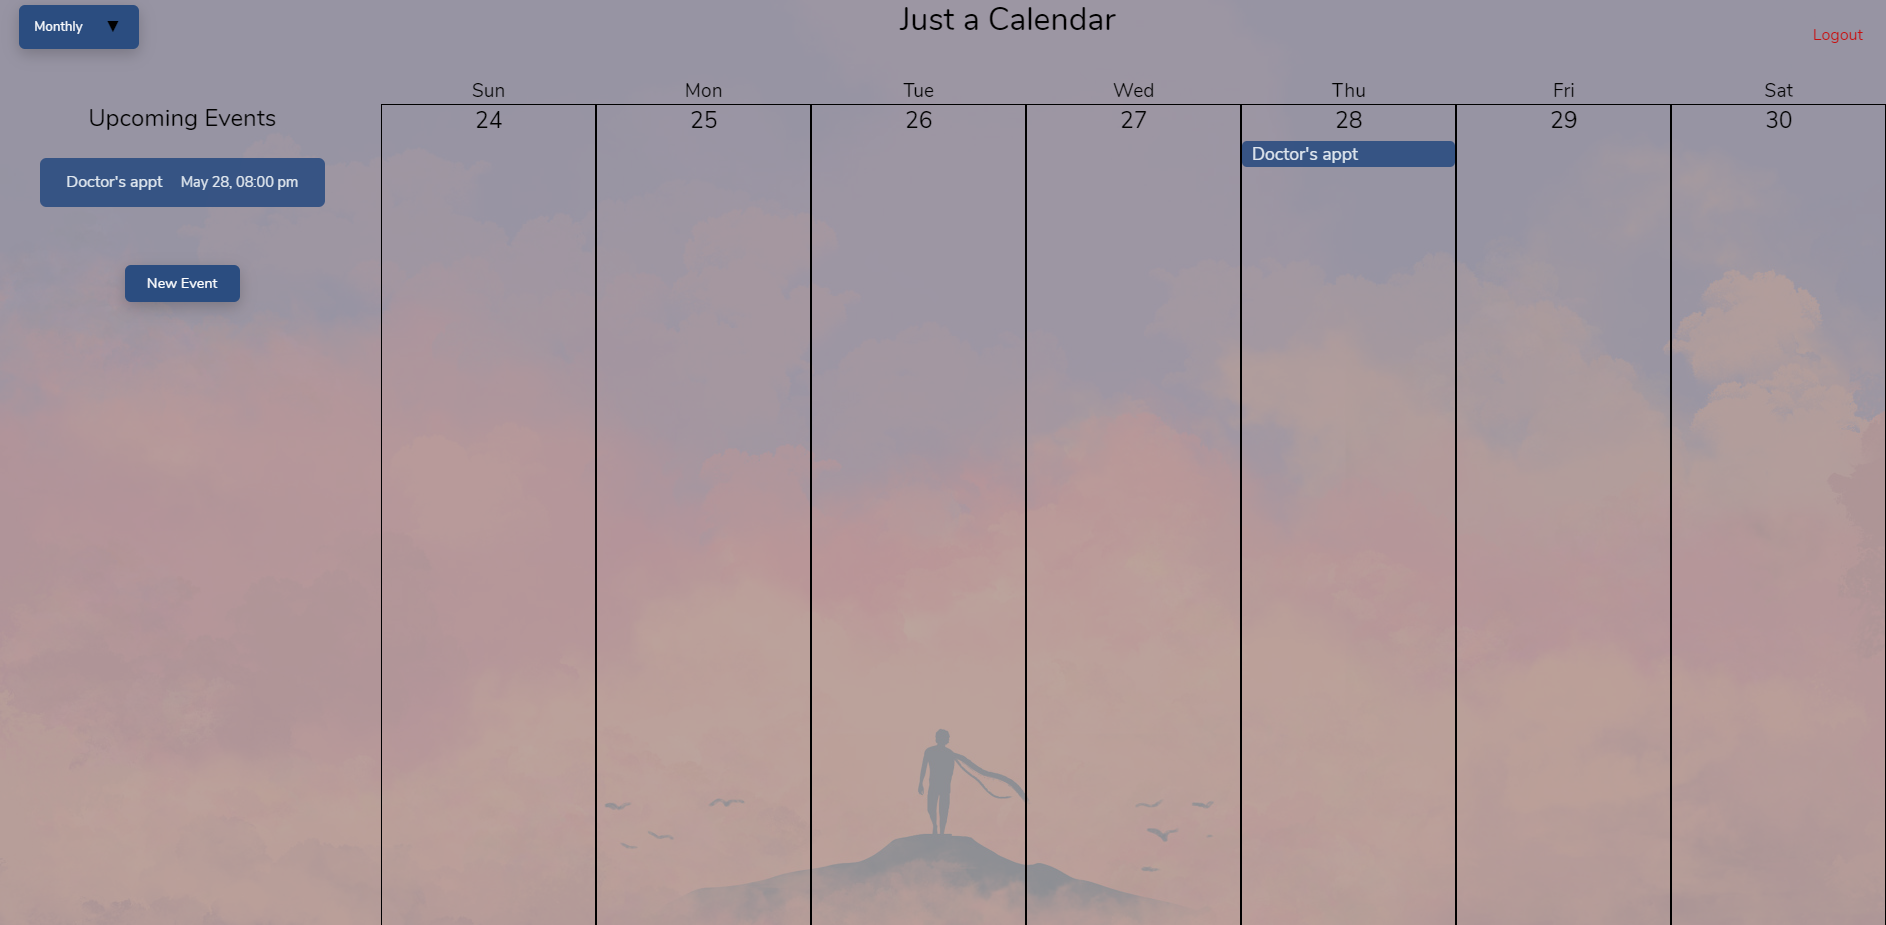 Monthly ▼
Just a Calendar
Logout
Upcoming Events
Doctor's appt May 28, 08:00 pm
New Event
Sun Mon Tue Wed Thu Fri Sat
24 25 26 27 28 29 30
Doctor's appt